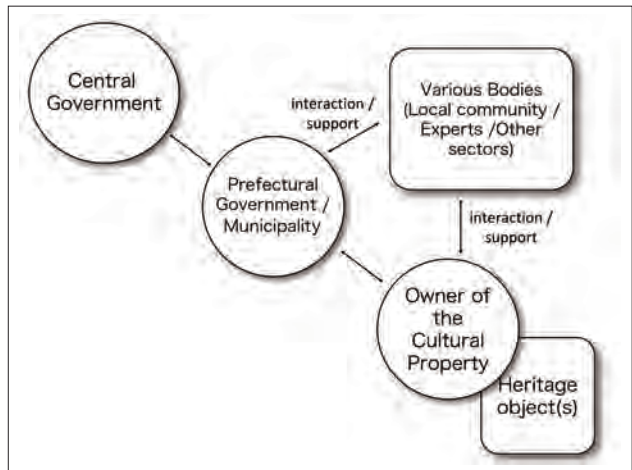 Central
Government
interaction /
support
Various Bodies
(Local community /
Experts /Other
sectors)
Prefectural
Government /
Municipality
interaction /
support
Owner of
the
Cultural
Property
Heritage
object(s)